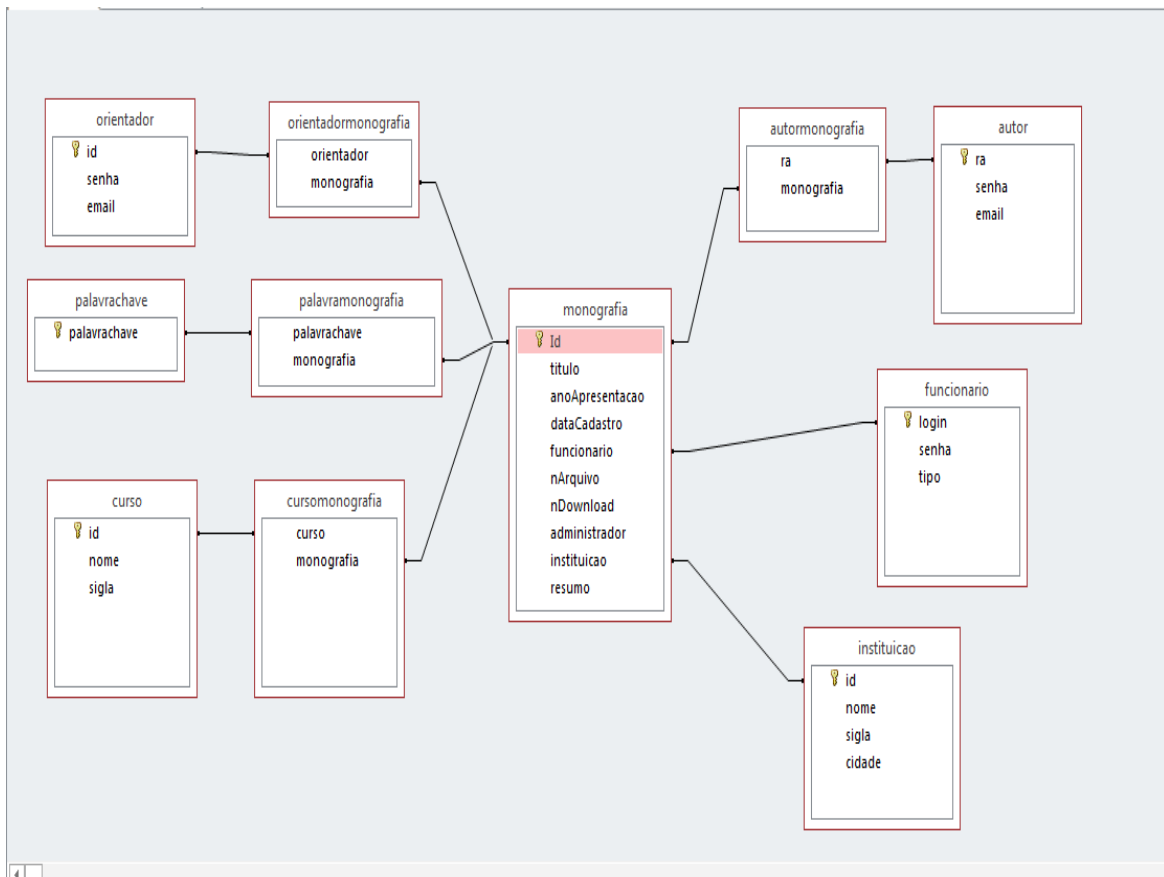 orientador
id
senha
email
orientadormonografia
orientador
monografia
autormonografia
ra
monografia
autor
ra
senha
email
palavrachave
palavrachave
palavramonografia
palavrachave
monografia
monografia
Id
titulo
anoApresentacao
dataCadastro
funcionario
nArquivo
nDownload
administrador
instituicao
resumo
funcionario
login
senha
tipo
curso
id
nome
sigla
cursomonografia
curso
monografia
instituicao
id
nome
sigla
cidade